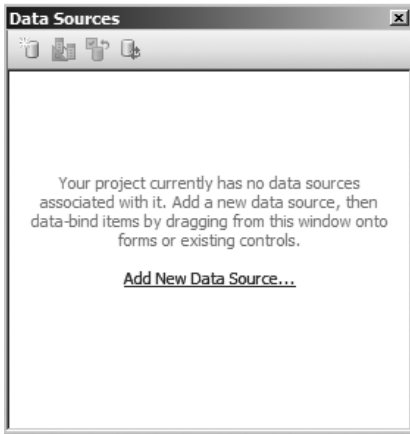 Data Sources
Your project currently has no data sources
associated with it. Add a new data source, then
data-bind items by dragging from this window onto
forms or existing controls.
Add New Data Source...